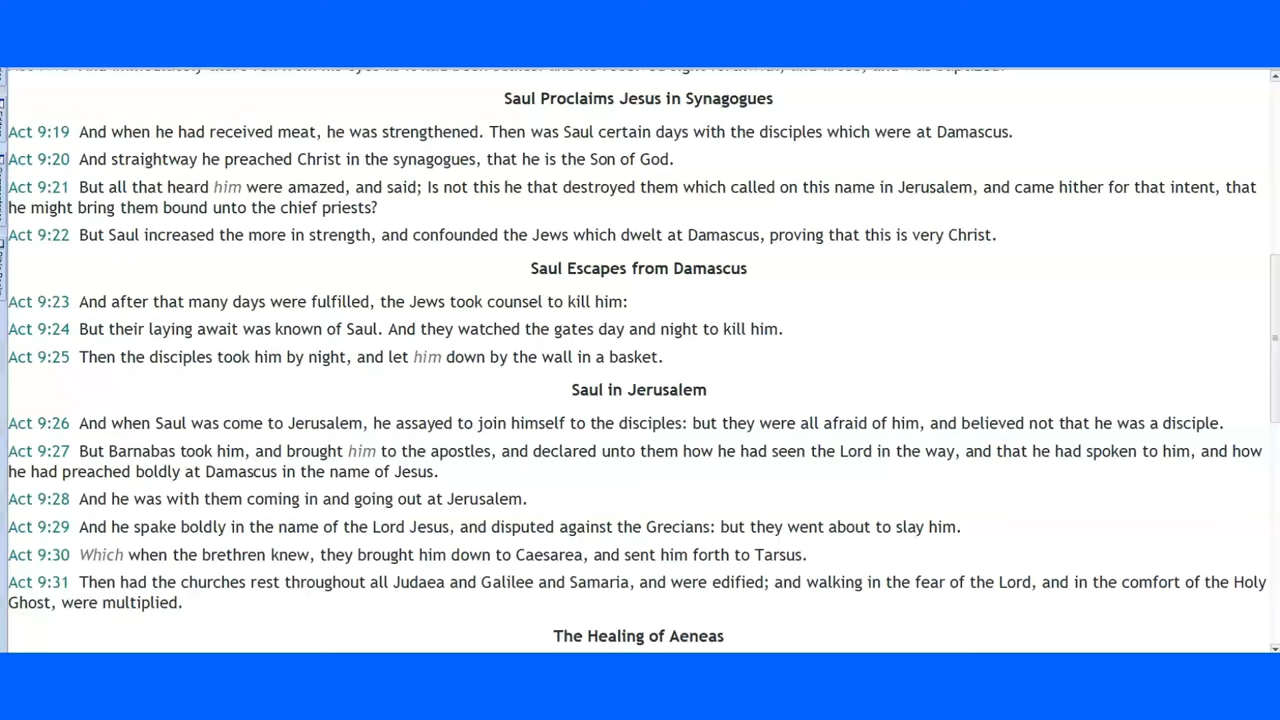 Saul Proclaims Jesus in Synagogues
Act 9:19 And when he had received meat, he was strengthened. Then was Saul certain days with the disciples which were at Damascus.
Act 9:20 And straightway he preached Christ in the synagogues, that he is the Son of God.
Act 9:21 But all that heard him were amazed, and said; Is not this he that destroyed them which called on this name in Jerusalem, and came hither for that intent, that
he might bring them bound unto the chief priests?
Act 9:22 But Saul increased the more in strength, and confounded the Jews which dwelt at Damascus, proving that this is very Christ.
Saul Escapes from Damascus
Act 9:23 And after that many days were fulfilled, the Jews took counsel to kill him:
Act 9:24 But their laying await was known of Saul. And they watched the gates day and night to kill him.
Act 9:25 Then the disciples took him by night, and let him down by the wall in a basket.
Saul in Jerusalem
Act 9:26 And when Saul was come to Jerusalem, he assayed to join himself to the disciples: but they were all afraid of him, and believed not that he was a disciple.
Act 9:27 But Barnabas took him, and brought him to the apostles, and declared unto them how he had seen the Lord in the way, and that he had spoken to him, and how
he had preached boldly at Damascus in the name of Jesus.
Act 9:28 And he was with them coming in and going out at Jerusalem.
Act 9:29 And he spake boldly in the name of the Lord Jesus, and disputed against the Grecians: but they went about to slay him.
Act 9:30 Which when the brethren knew, they brought him down to Caesarea, and sent him forth to Tarsus.
Act 9:31 Then had the churches rest throughout all Judaea and Galilee and Samaria, and were edified; and walking in the fear of the Lord, and in the comfort of the Holy
Ghost, were multiplied.
The Healing of Aeneas